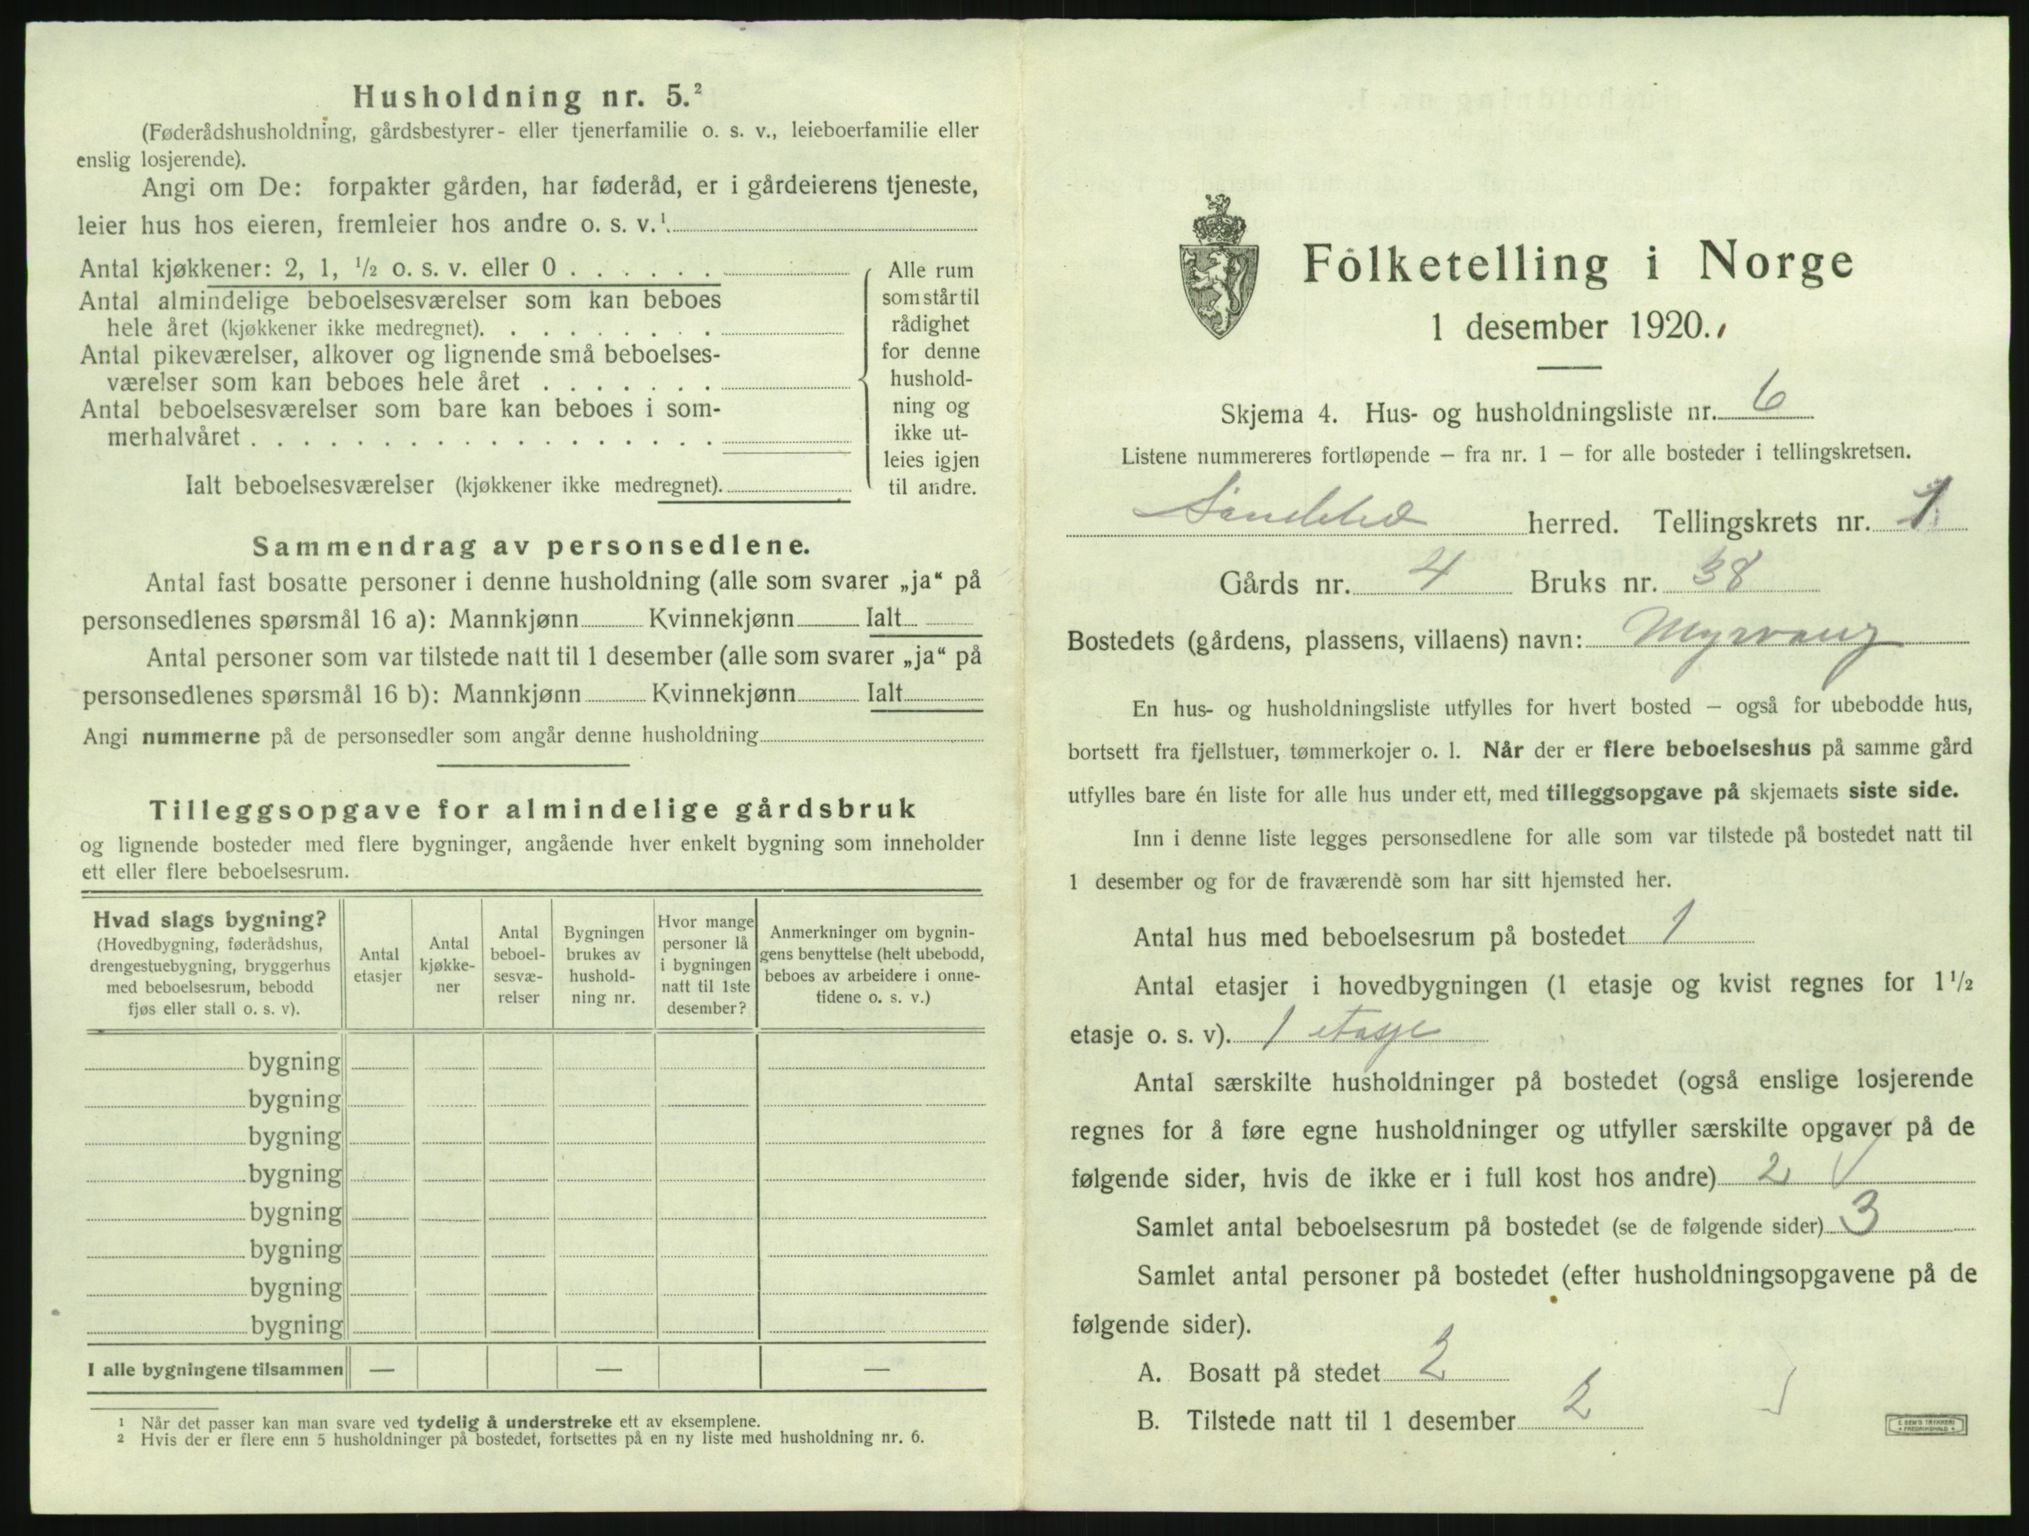 Husholdning nr. 5.²
(Føderådshusholdning, gårdsbestyrer- eller tjenerfamilie o. s. v., leieboerfamilie eller
enslig losjerende).
Angi om De: forpakter gården, har føderåd, er i gårdeierens tjeneste,
leier hus hos eieren, fremleier hos andre o. s. v.¹
Antal kjøkkener: 2, 1, ½ o. s. v. eller 0 . . . . . .
Antal almindelige beboelsesværelser som kan beboes
hele året (kjøkkener ikke medregnet). . . . . . . . .
Antal pikeværelser, alkover og lignende små beboelses-
værelser som kan beboes hele året . . . . . . .
Antal beboelsesværelser som bare kan beboes i som-
merhalvåret . . . . . . . . . . . . . . . . . .
Ialt beboelsesværelser (kjøkkener ikke medregnet).
Alle rum
som står til
rådighet
for denne
hushold-
ning og
ikke ut-
leies igjen
til andre.
Sammendrag av personsedlene.
Antal fast bosatte personer i denne husholdning (alle som svarer „ja“ på
personsedlenes spørsmål 16 a): Mannkjønn Kvinnekjønn Ialt
Antal personer som var tilstede natt til 1 desember (alle som svarer „ja“ på
personsedlenes spørsmål 16 b): Mannkjønn Kvinnekjønn Ialt
Angi nummerne på de personsedler som angår denne husholdning
Tilleggsopgave for almindelige gårdsbruk
og lignende bosteder med flere bygninger, angående hver enkelt bygning som inneholder
ett eller flere beboelsesrum.
Hvad slags bygning?
(Hovedbygning, føderådshus,
drengestuebygning, bryggerhus
med beboelsesrum, bebodd
fjøs eller stall o. s. v).
Antal
etasjer
Antal
kjøkke-
ner
Antal
beboel-
sesvæ-
relser
Bygningen
brukes av
hushold-
ning nr.
Hvor mange
personer lå
i bygningen
natt til 1ste
desember?
Anmerkninger om bygnin-
gens benyttelse (helt ubebodd,
beboes av arbeidere i onne-
tidene o. s. v.)
bygning
bygning
bygning
bygning
bygning
bygning
bygning
bygning
I alle bygningene tilsammen — — —
¹ Når det passer kan man svare ved tydelig å understreke ett av eksemplene.
² Hvis der er flere enn 5 husholdninger på bostedet, fortsettes på en ny liste med husholdning nr. 6.
Folketelling i Norge
1 desember 1920.
Skjema 4. Hus- og husholdningsliste nr. 6
Listene nummereres fortløpende — fra nr. 1 — for alle bosteder i tellingskretsen.
herred. Tellingskrets nr. 1
Gårds nr. 4 Bruks nr. 38
Bostedets (gårdens, plassens, villaens) navn: Myrvang
En hus- og husholdningsliste utfylles for hvert bosted — også for ubebodde hus,
bortsett fra fjellstuer, tømmerkojer o. l. Når der er flere beboelseshus på samme gård
utfylles bare én liste for alle hus under ett, med tilleggsopgave på skjemaets siste side.
Inn i denne liste legges personsedlene for alle som var tilstede på bostedet natt til
1 desember og for de fraværende som har sitt hjemsted her.
Antal hus med beboelsesrum på bostedet 1
Antal etasjer i hovedbygningen (1 etasje og kvist regnes for 1½
etasje o. s. v). 1 etasje
Antal særskilte husholdninger på bostedet (også enslige losjerende
regnes for å føre egne husholdninger og utfyller særskilte opgaver på de
følgende sider, hvis de ikke er i full kost hos andre) 2
Samlet antal beboelsesrum på bostedet (se de følgende sider) 3
Samlet antal personer på bostedet (efter husholdningsopgavene på de
følgende sider).
A. Bosatt på stedet 2
B. Tilstede natt til 1 desember 2